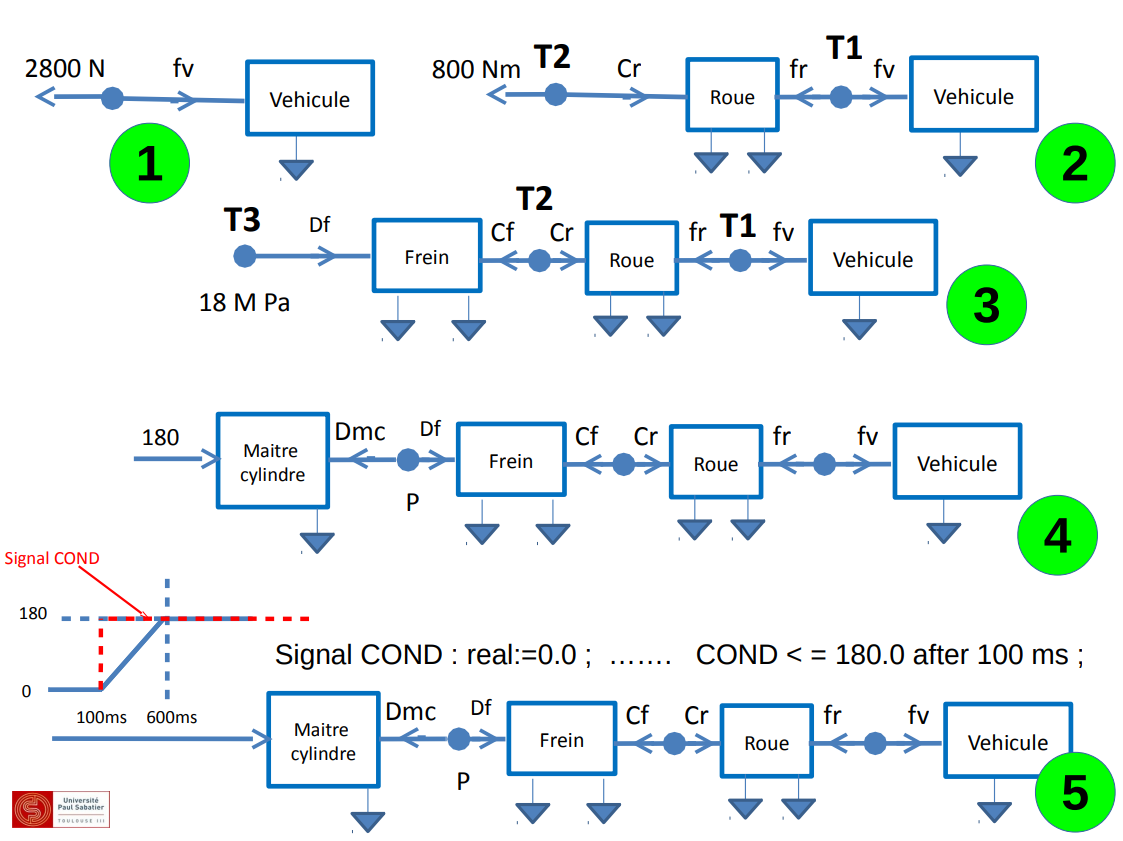 2800 N fv Vehicule
1
800 Nm T2 Cr Roue fr T1 fv Vehicule
2
T3 Df Frein Cf T2 Cr Roue fr T1 fv Vehicule
18 M Pa
3
180 Maitre cylindre Dmc Df Frein Cf Cr Roue fr fv Vehicule
P
4
Signal COND
180
0
100ms 600ms
Signal COND : real:=0.0 ; ……. COND < = 180.0 after 100 ms ;
Maitre cylindre Dmc Df Frein Cf Cr Roue fr fv Vehicule
P
5
Université
Paul Sabatier
TOULOUSE III